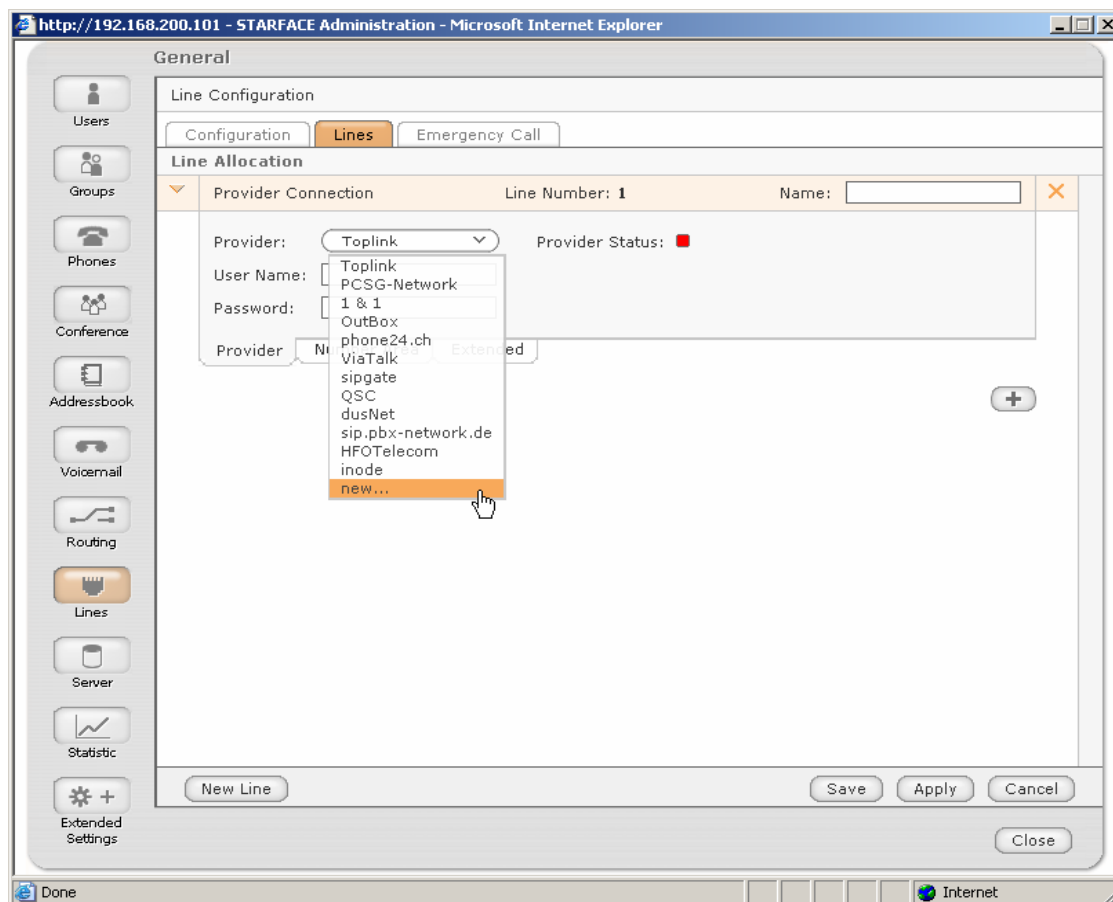 http://192.168.200.101 - STARFACE Administration - Microsoft Internet Explorer
General
Users
Groups
Phones
Conference
Addressbook
Voicemail
Routing
Lines
Server
Statistic
Extended
Settings
Line Configuration
Configuration
Lines
Emergency Call
Line Allocation
Provider Connection
Line Number: 1
Name:
Provider:
Toplink
Provider Status:
User Name:
Password:
Toplink
PCSG-Network
1 & 1
OutBox
phone24.ch
ViaTalk
sipgate
QSC
dusNet
sip.pbx-network.de
HFOTelecom
inode
new...
Provider
Extended
New Line
Save
Apply
Cancel
Close
Done
Internet